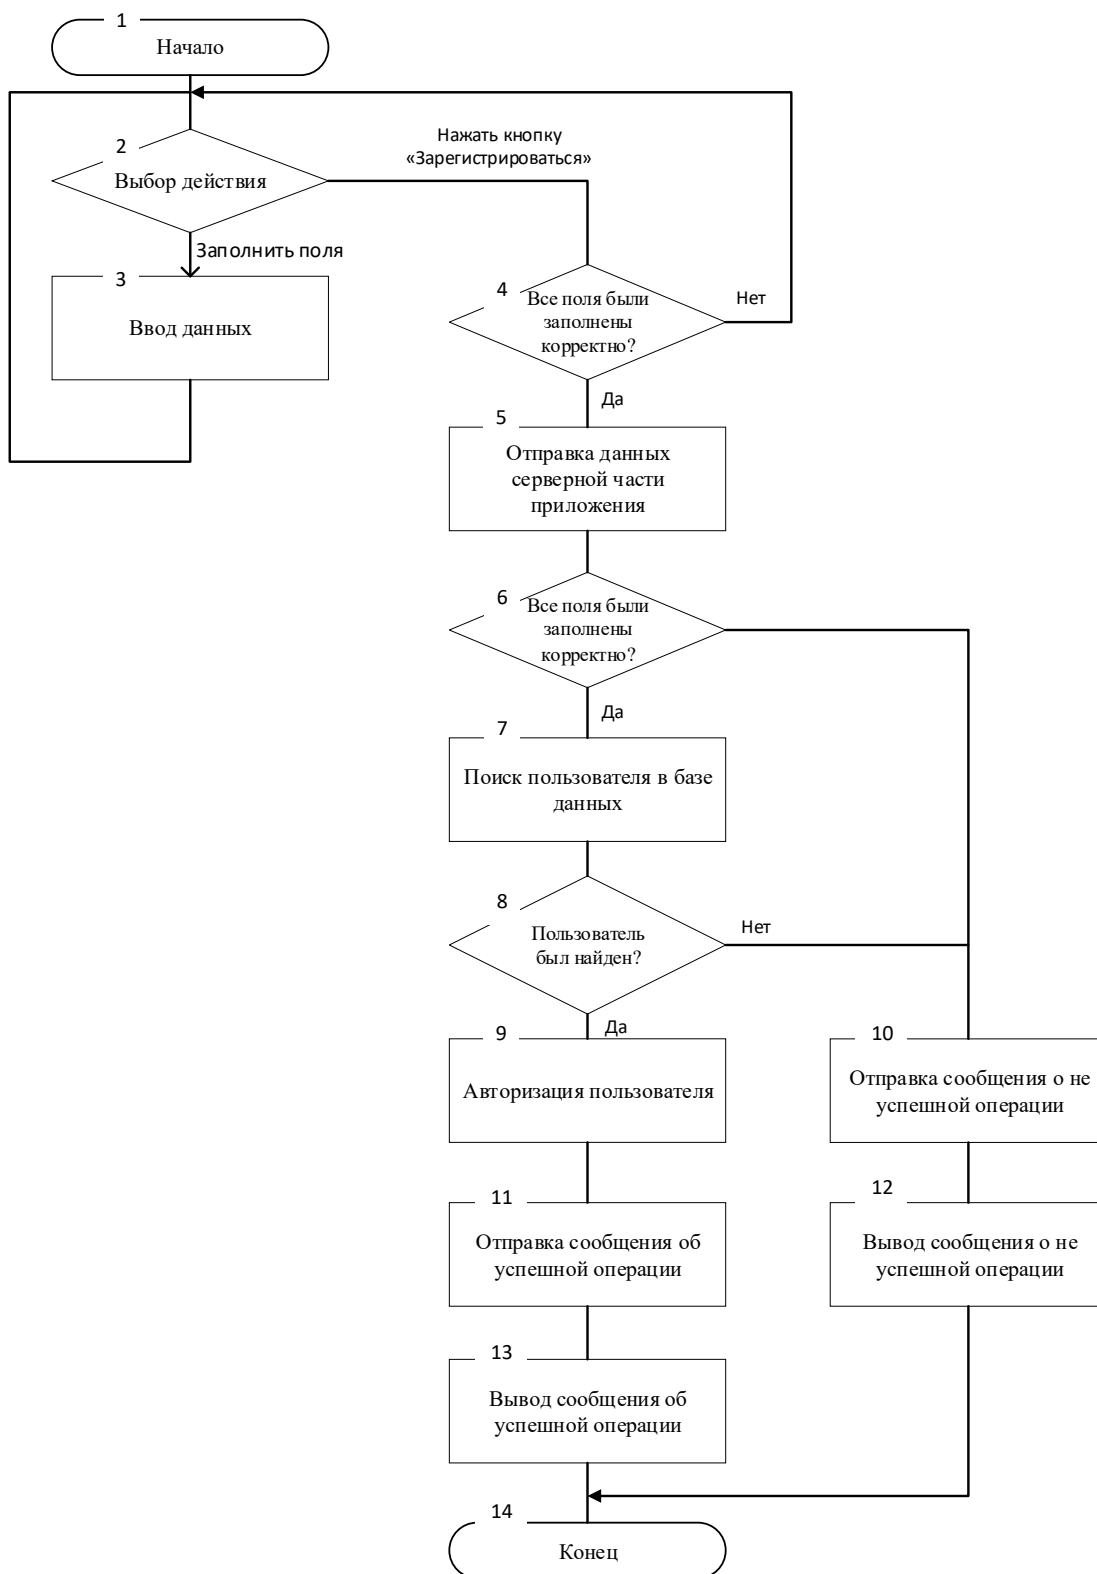 1
Начало
Нажать кнопку
«Зарегистрироваться»
2
Выбор действия
Заполнить поля
3
Ввод данных
4
Все поля были
заполнены
корректно?
Нет
Да
5
Отправка данных
серверной части
приложения
6
Все поля были
заполнены
корректно?
Да
7
Поиск пользователя в базе
данных
8
Пользователь
был найден?
Нет
Да
9
Авторизация пользователя
10
Отправка сообщения о не
успешной операции
11
Отправка сообщения об
успешной операции
12
Вывод сообщения о не
успешной операции
13
Вывод сообщения об
успешной операции
14
Конец